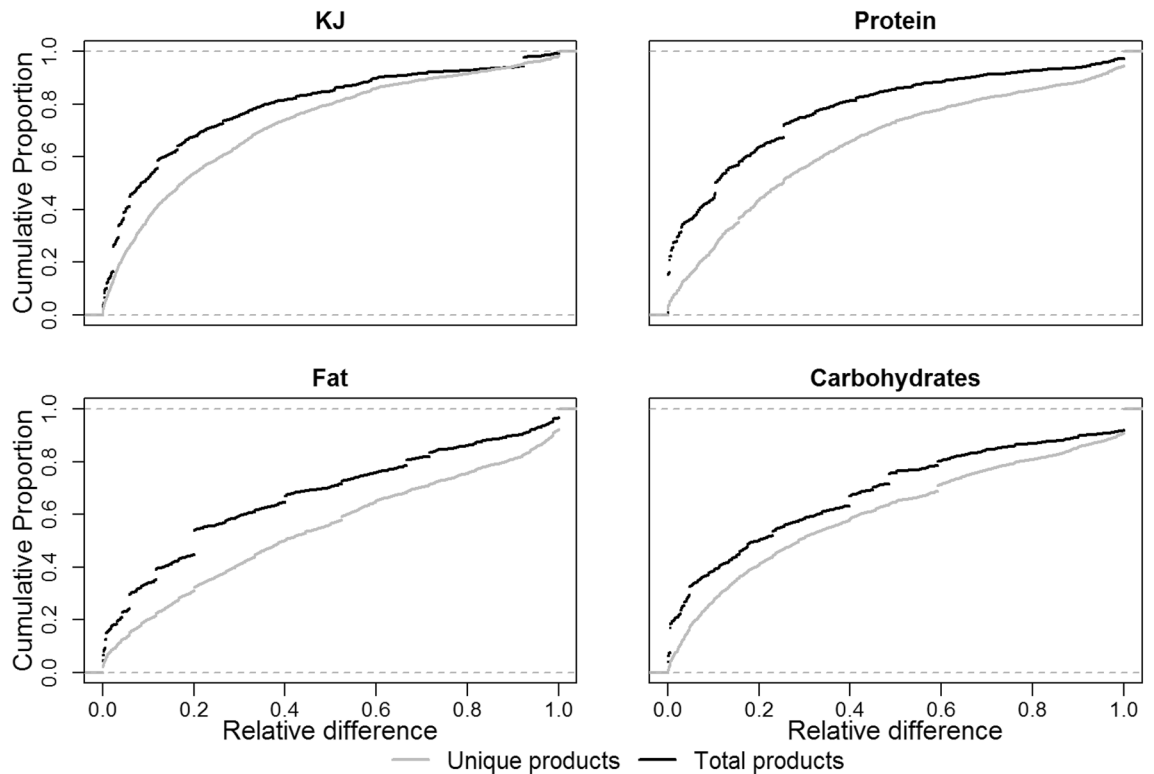 KJ
Protein
Cumulative Proportion
0.0 0.2 0.4 0.6 0.8 1.0
Fat
Carbohydrates
Cumulative Proportion
0.0 0.2 0.4 0.6 0.8 1.0
0.0 0.2 0.4 0.6 0.8 1.0
0.0 0.2 0.4 0.6 0.8 1.0
Relative difference
Relative difference
Unique products
Total products